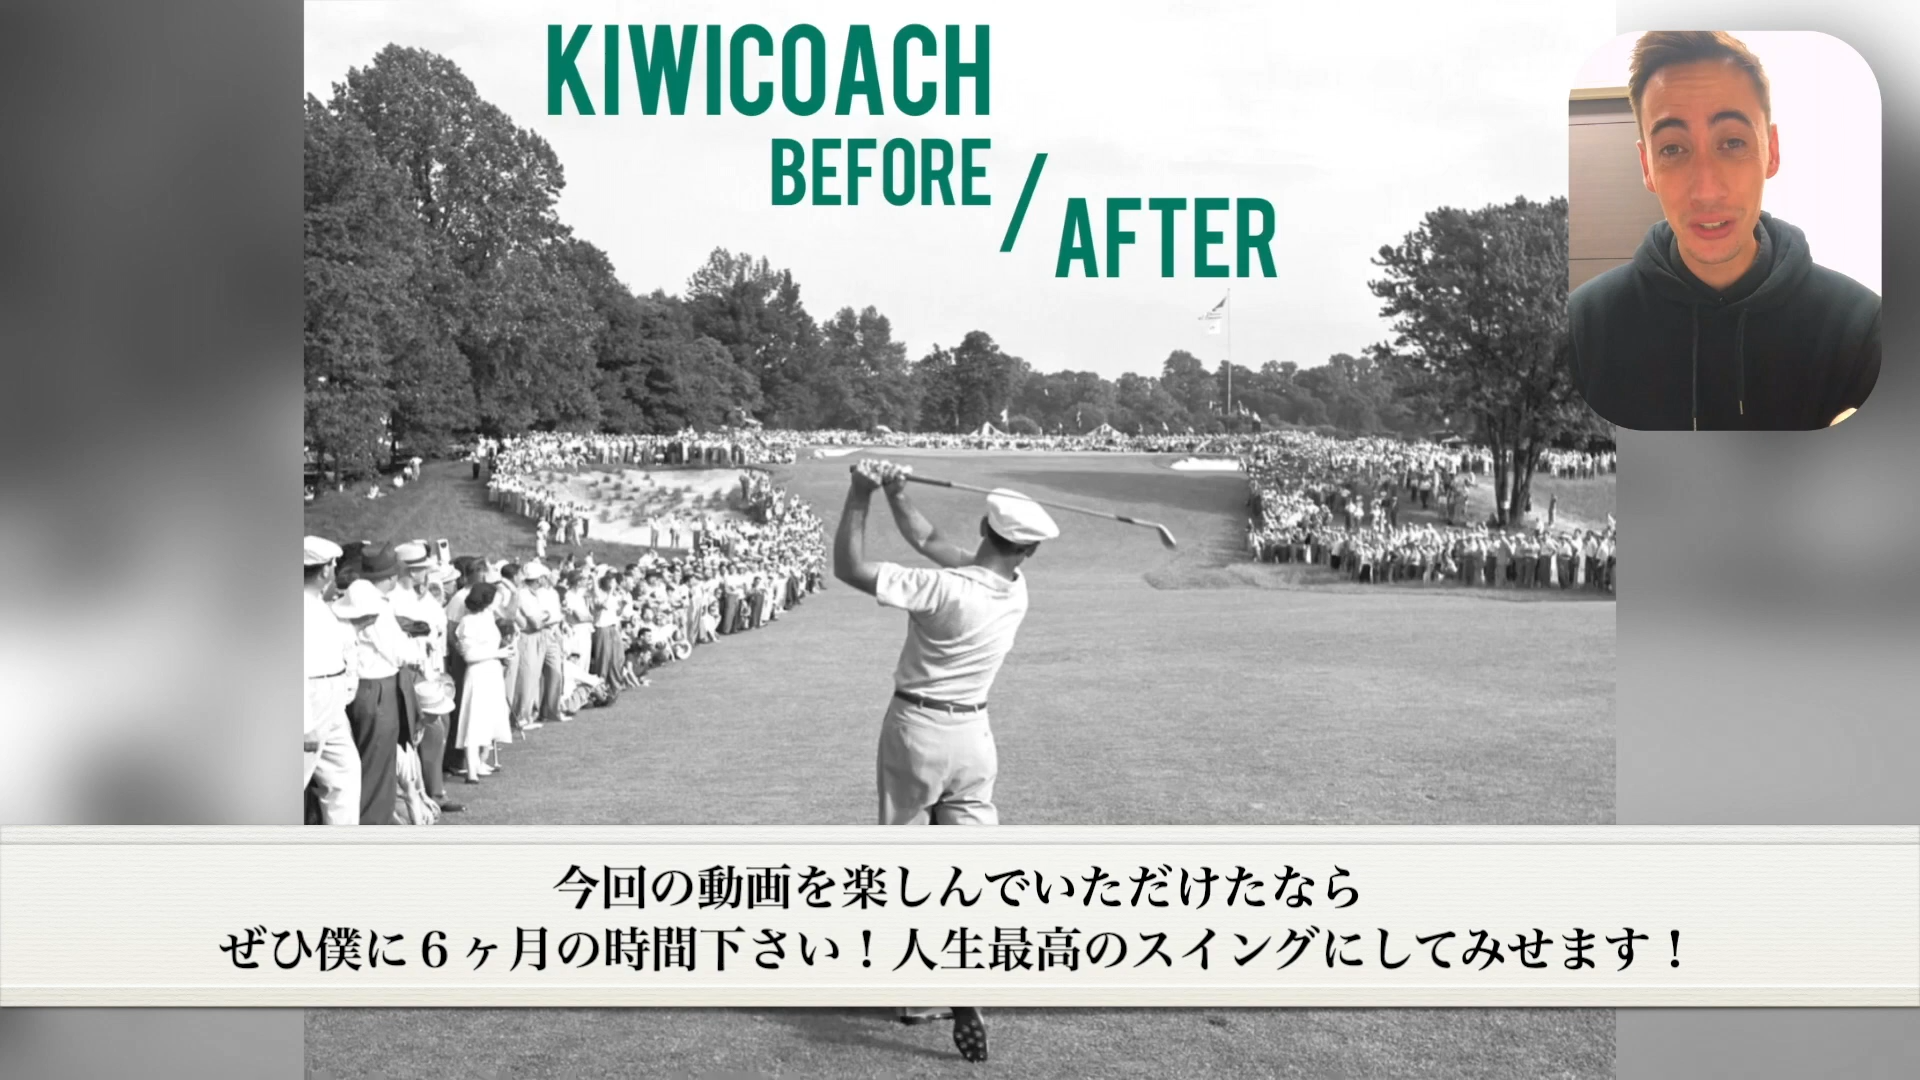 KIWICOACH
BEFORE / AFTER
今回の動画を楽しんでいただけたなら
ぜひ僕に６ヶ月の時間下さい！人生最高のスイングにしてみせます！